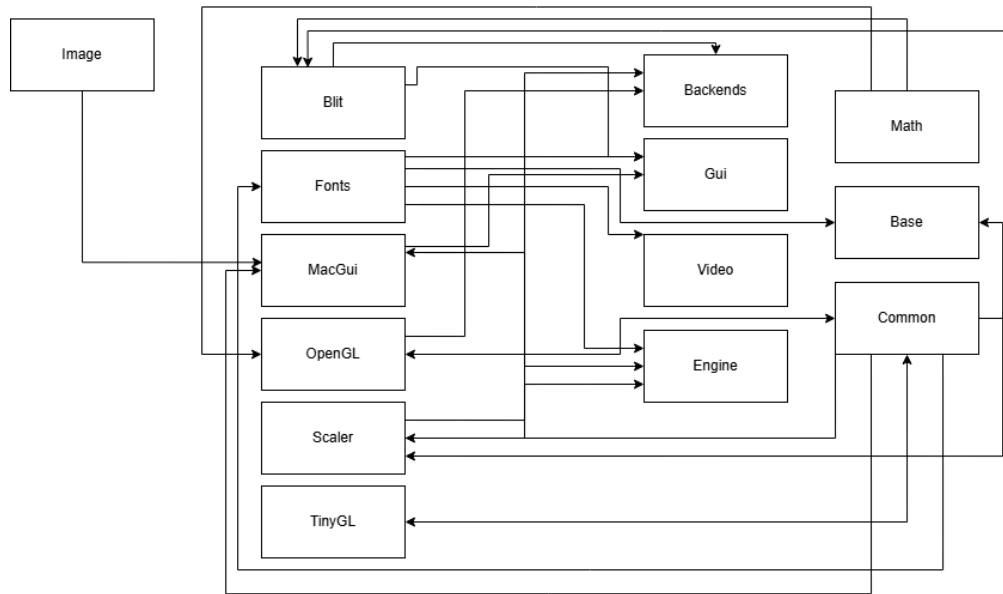 Image
Blit
Fonts
MacGui
OpenGL
Scaler
TinyGL
Backends
Gui
Video
Engine
Math
Base
Common